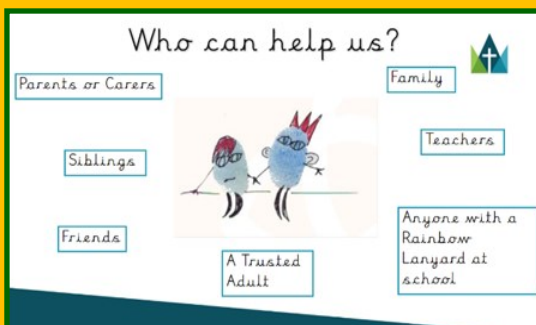 Who can help us?
Parents or Carers
Family
Siblings
Teachers
Friends
A Trusted
Adult
Anyone with a
Rainbow
Lanyard at
school